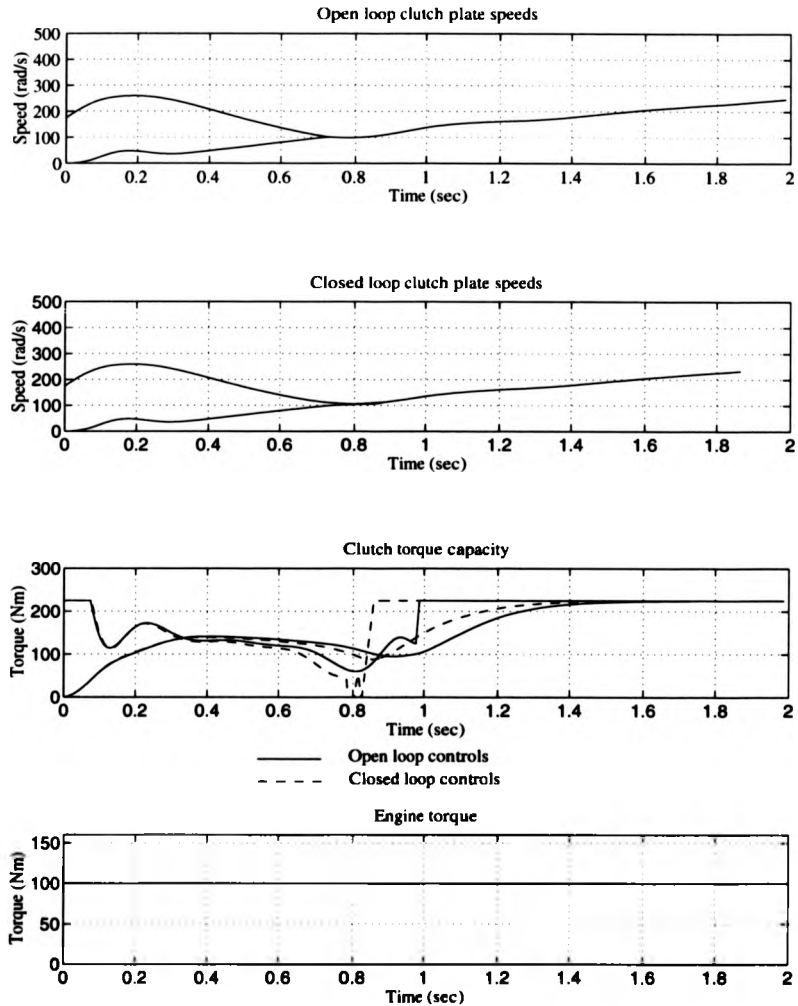 Open loop clutch plate speeds
500
400
300
200
100
0
Speed (rad/s)
0 0.2 0.4 0.6 0.8 1 1.2 1.4 1.6 1.8 2
Time (sec)
Closed loop clutch plate speeds
500
400
300
200
100
0
Speed (rad/s)
0 0.2 0.4 0.6 0.8 1 1.2 1.4 1.6 1.8 2
Time (sec)
Clutch torque capacity
300
200
100
0
Torque (Nm)
0 0.2 0.4 0.6 0.8 1 1.2 1.4 1.6 1.8 2
Time (sec)
Open loop controls
Closed loop controls
Engine torque
150
100
50
0
Torque (Nm)
0 0.2 0.4 0.6 0.8 1 1.2 1.4 1.6 1.8 2
Time (sec)